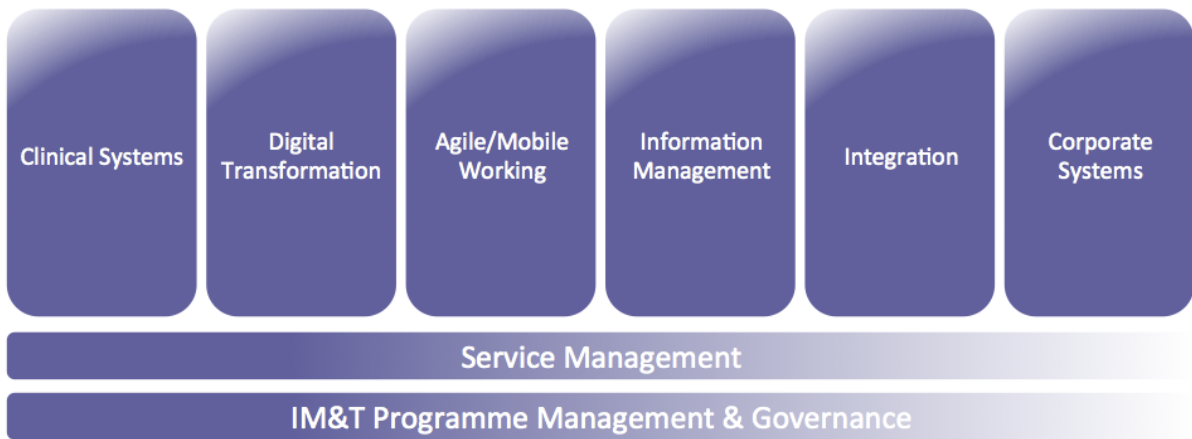 Clinical Systems
Digital
Transformation
Agile/Mobile
Working
Information
Management
Integration
Corporate
Systems
Service Management
IM&T Programme Management & Governance